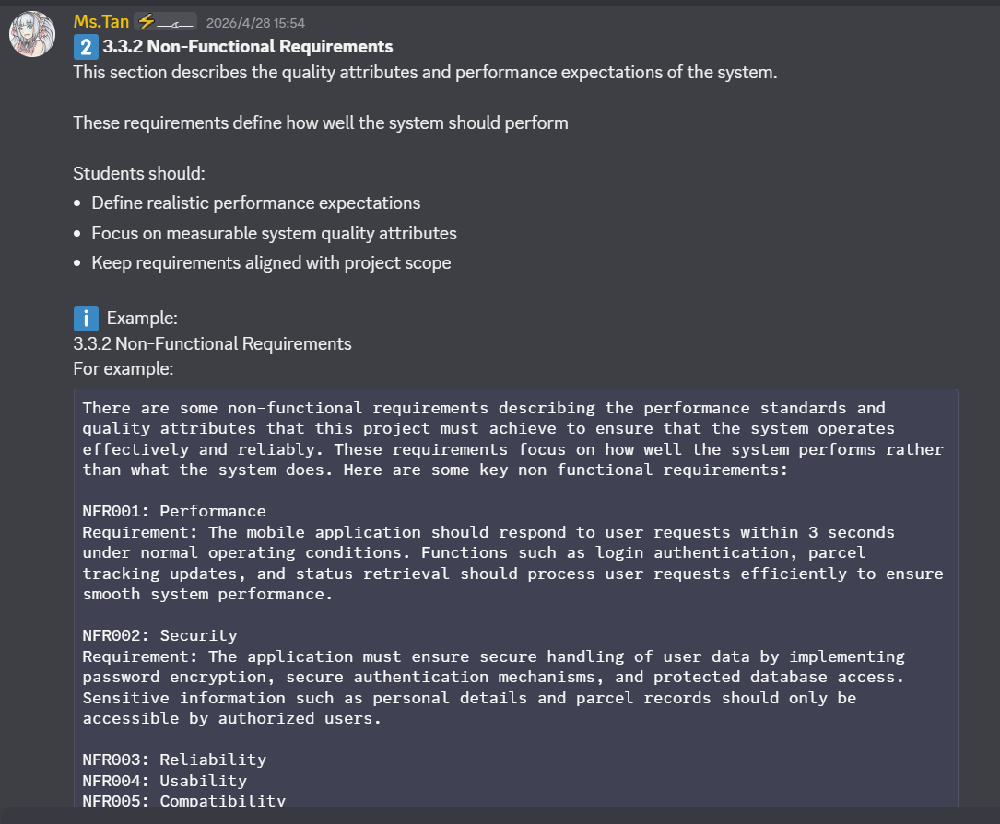 Ms.Tan 2026/4/28 15:54
2 3.3.2 Non-Functional Requirements
This section describes the quality attributes and performance expectations of the system.
These requirements define how well the system should perform
Students should:
• Define realistic performance expectations
• Focus on measurable system quality attributes
• Keep requirements aligned with project scope
i Example:
3.3.2 Non-Functional Requirements
For example:
There are some non-functional requirements describing the performance standards and
quality attributes that this project must achieve to ensure that the system operates
effectively and reliably. These requirements focus on how well the system performs rather
than what the system does. Here are some key non-functional requirements:
NFR001: Performance
Requirement: The mobile application should respond to user requests within 3 seconds
under normal operating conditions. Functions such as login authentication, parcel
tracking updates, and status retrieval should process user requests efficiently to ensure
smooth system performance.
NFR002: Security
Requirement: The application must ensure secure handling of user data by implementing
password encryption, secure authentication mechanisms, and protected database access.
Sensitive information such as personal details and parcel records should only be
accessible by authorized users.
NFR003: Reliability
NFR004: Usability
NFR005: Compatibility